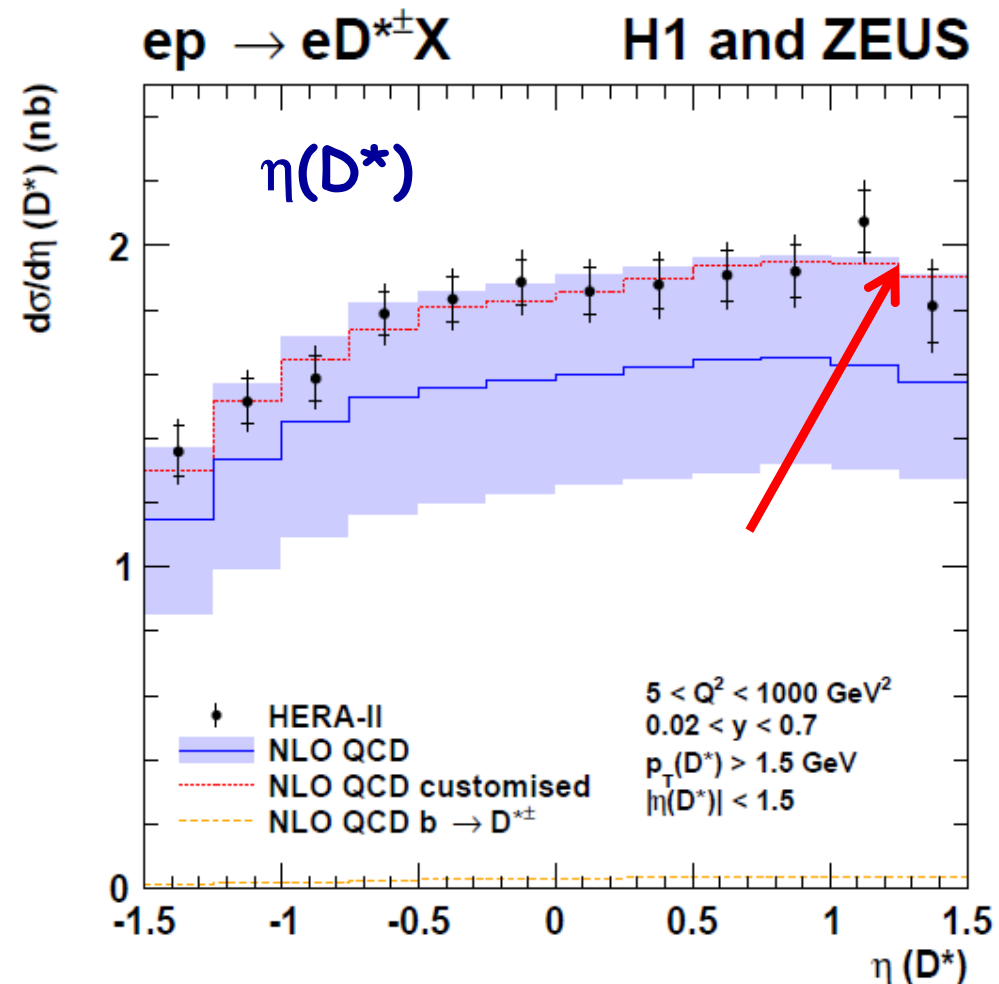 ep → eD*±X H1 and ZEUS
dσ/dη (D*) (nb)
η(D*)
2
1
0
5 < Q² < 1000 GeV²
0.02 < y < 0.7
p_T(D*) > 1.5 GeV
|η(D*)| < 1.5
HERA-II
NLO QCD
NLO QCD customised
NLO QCD b → D*±
-1.5 -1 -0.5 0 0.5 1 1.5
η (D*)